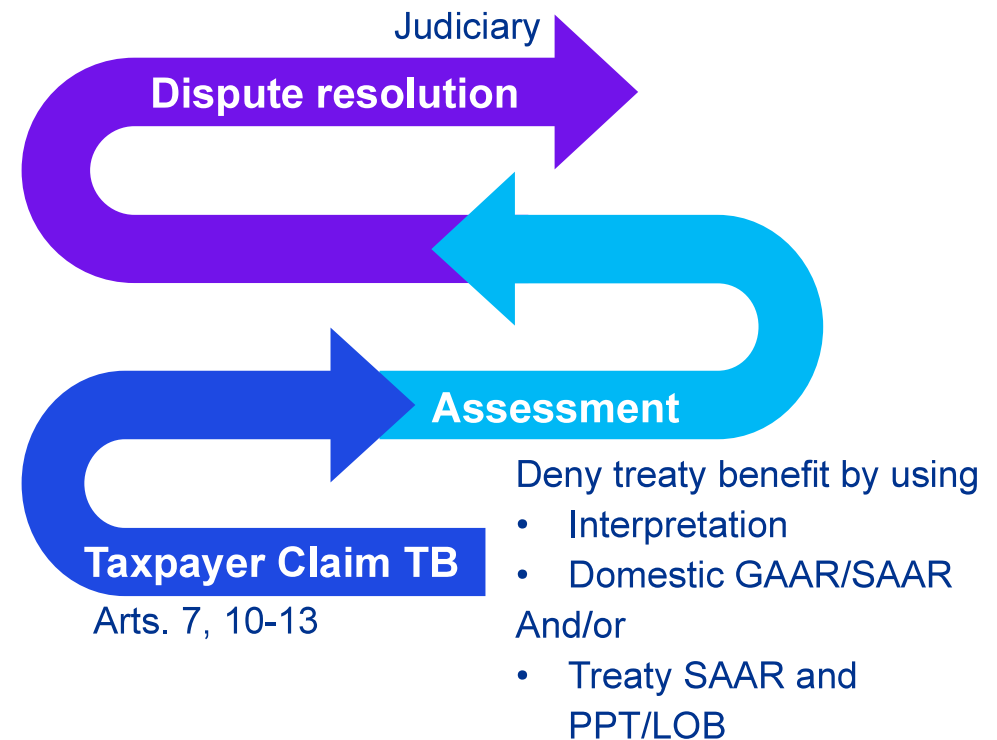 Judiciary
Dispute resolution
Assessment
Deny treaty benefit by using
• Interpretation
• Domestic GAAR/SAAR
And/or
• Treaty SAAR and
PPT/LOB
Taxpayer Claim TB
Arts. 7, 10-13